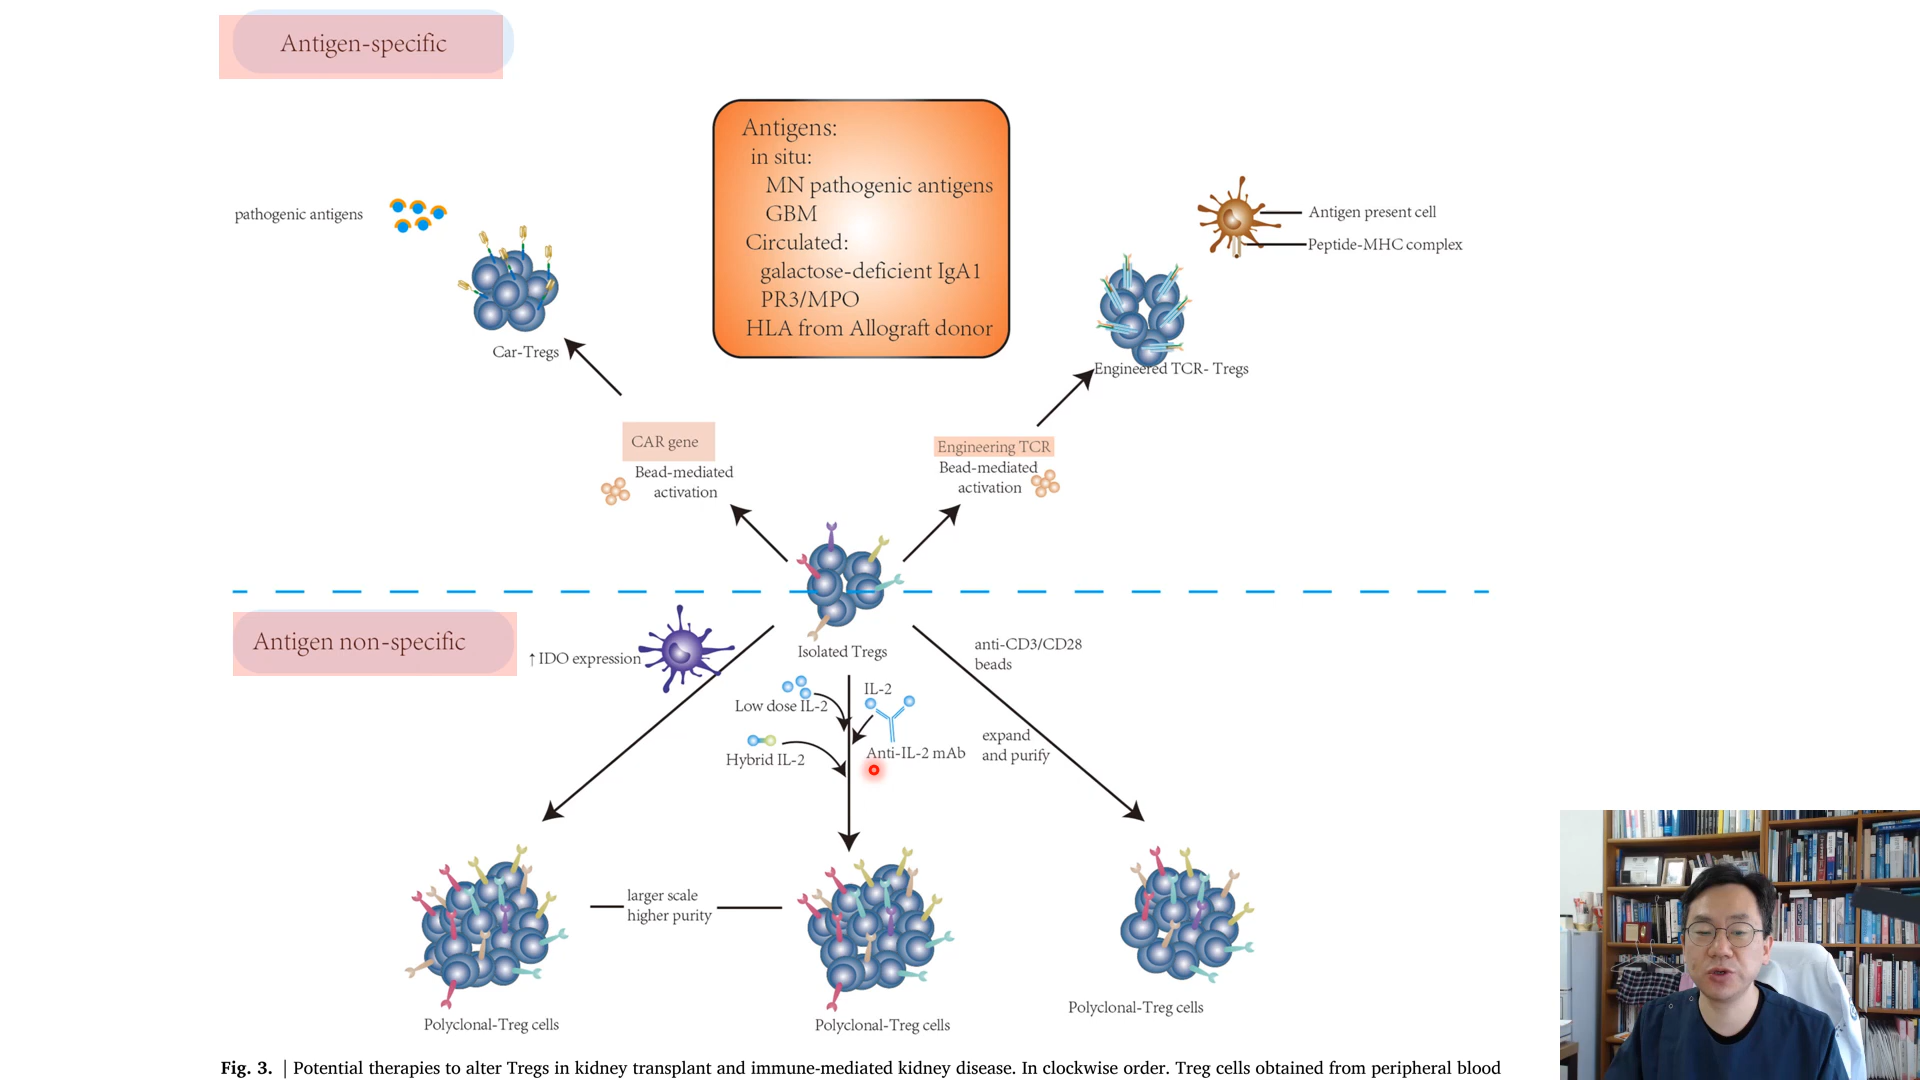 Antigen-specific
Antigens:
in situ:
MN pathogenic antigens
GBM
Circulated:
galactose-deficient IgA1
PR3/MPO
HLA from Allograft donor
pathogenic antigens
Antigen present cell
Peptide-MHC complex
Car-Tregs
Engineered TCR- Tregs
CAR gene
Bead-mediated
activation
Engineering TCR
Bead-mediated
activation
Antigen non-specific
↑ IDO expression
Isolated Tregs
anti-CD3/CD28
beads
Low dose IL-2
IL-2
Hybrid IL-2
Anti-IL-2 mAb
expand
and purify
larger scale
higher purity
Polyclonal-Treg cells
Polyclonal-Treg cells
Polyclonal-Treg cells
Fig. 3. | Potential therapies to alter Tregs in kidney transplant and immune-mediated kidney disease. In clockwise order. Treg cells obtained from peripheral blood